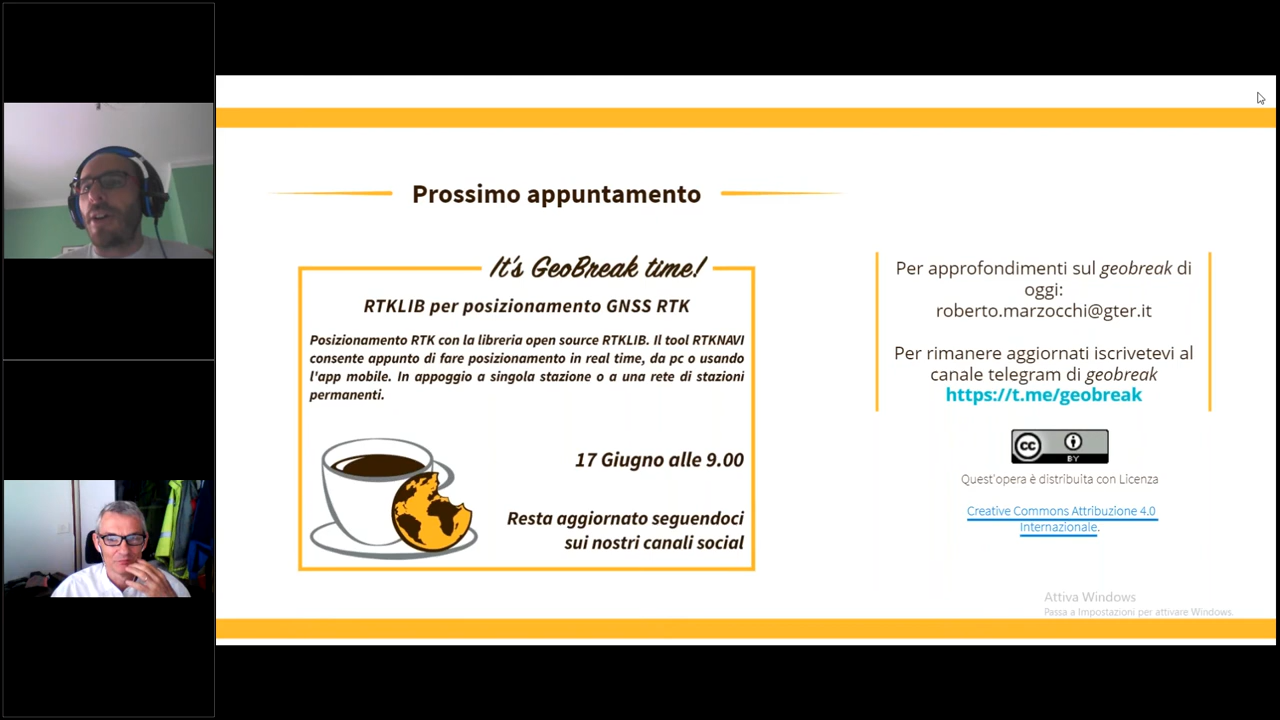 Prossimo appuntamento
It's GeoBreak time!
RTKLIB per posizionamento GNSS RTK
Posizionamento RTK con la libreria open source RTKLIB. Il tool RTKNAVI
consente appunto di fare posizionamento in real time, da pc o usando
l'app mobile. In appoggio a singola stazione o a una rete di stazioni
permanenti.
17 Giugno alle 9.00
Resta aggiornato seguendoci
sui nostri canali social
Per approfondimenti sul geobreak di
oggi:
roberto.marzocchi@gter.it
Per rimanere aggiornati iscrivetevi al
canale telegram di geobreak
https://t.me/geobreak
cc
BY
Quest'opera è distribuita con Licenza
Creative Commons Attribuzione 4.0
Internazionale.
Attiva Windows
Passa a Impostazioni per attivare Windows.